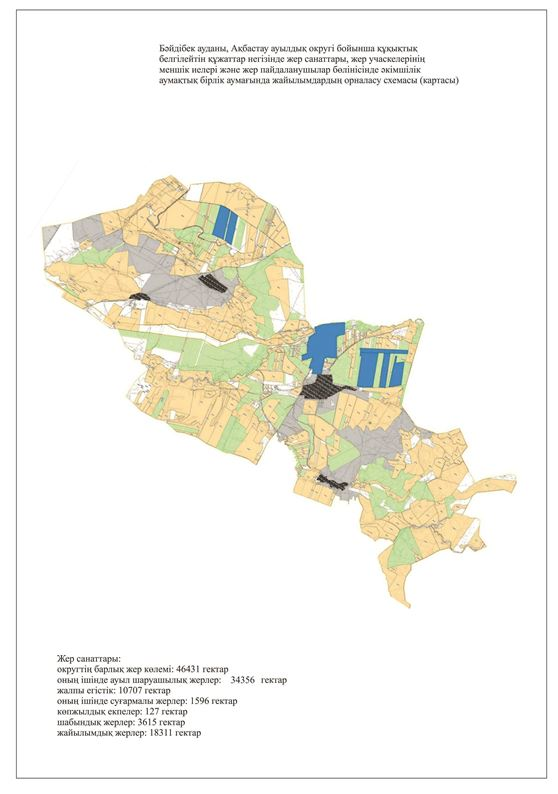 Бәйдібек ауданы, Ақбастау ауылдық округі бойынша құқықтық
белгілейтін құжаттар негізінде жер санаттары, жер учаскелерінің
меншік иелері және жер пайдаланушылар бөлінісінде әкімшілік
аумақтық бірлік аумағында жайылымдардың орналасу схемасы (картасы)
Жер санаттары:
округтің барлық жер көлемі: 46431 гектар
оның ішінде ауыл шаруашылық жерлер: 34356 гектар
жалпы егістік: 10707 гектар
оның ішінде суғармалы жерлер: 1596 гектар
көпжылдық екпелер: 127 гектар
шабындық жерлер: 3615 гектар
жайылымдық жерлер: 18311 гектар